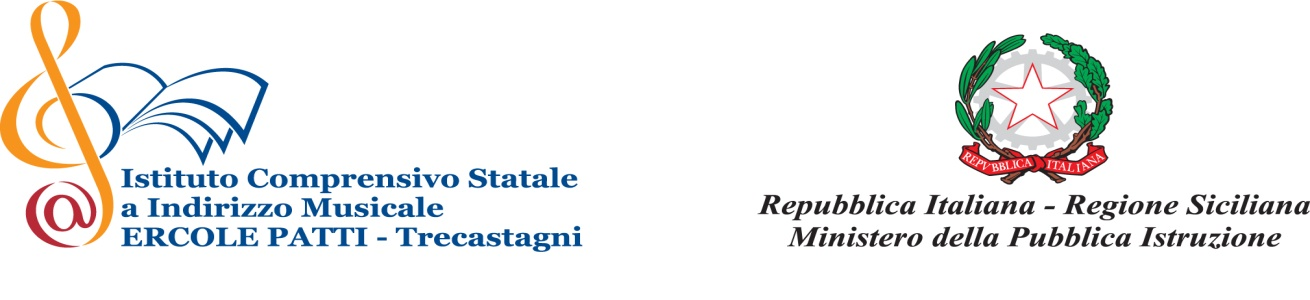 @
Istituto Comprensivo Statale
a Indirizzo Musicale
ERCOLE PATTI - Trecastagni
REPVBBLICA ITALIANA
Repubblica Italiana - Regione Siciliana
Ministero della Pubblica Istruzione